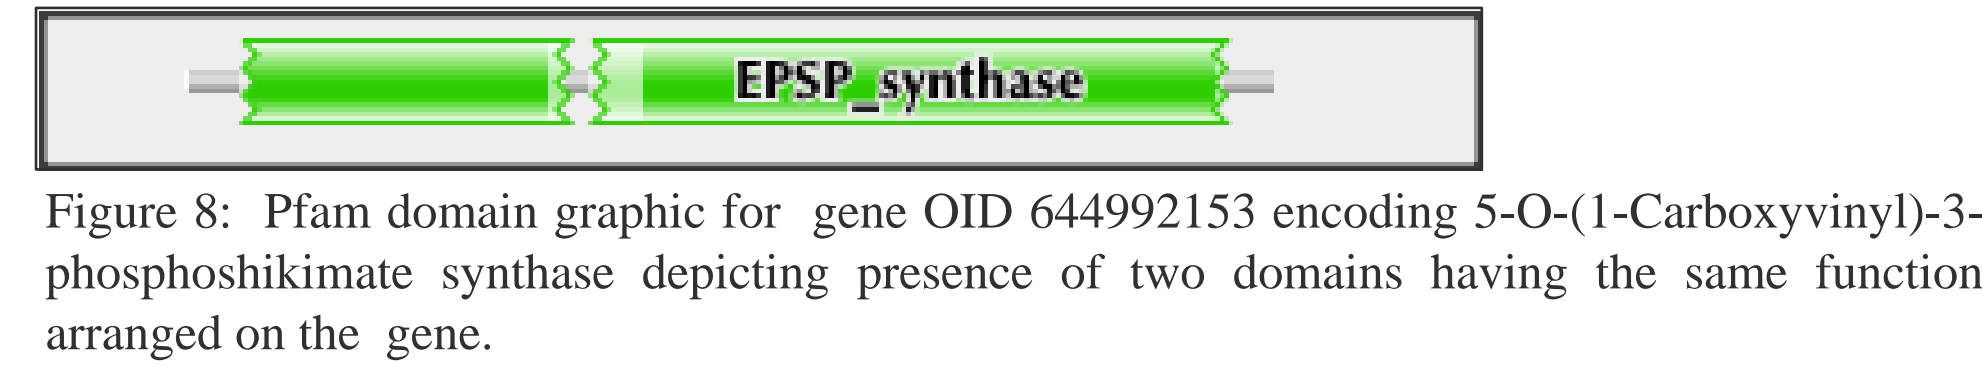 EPSP_synthase
Figure 8: Pfam domain graphic for gene OID 644992153 encoding 5-O-(1-Carboxyvinyl)-3-
phosphoshikimate synthase depicting presence of two domains having the same function
arranged on the gene.